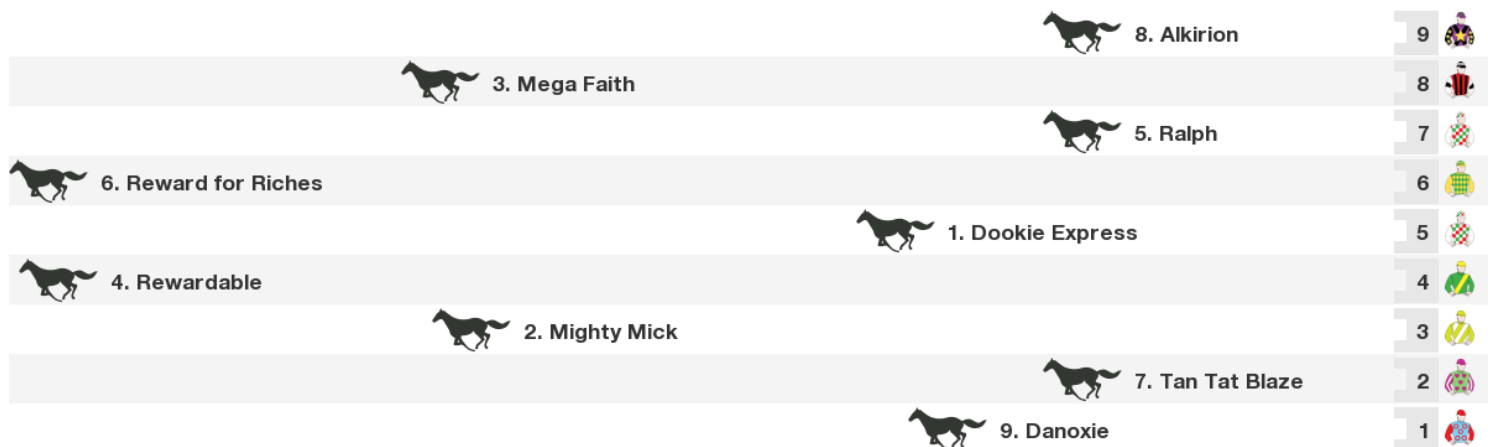 8. Alkirion 9
3. Mega Faith 8
5. Ralph 7
6. Reward for Riches 6
1. Dookie Express 5
4. Rewardable 4
2. Mighty Mick 3
7. Tan Tat Blaze 2
9. Danoxie 1